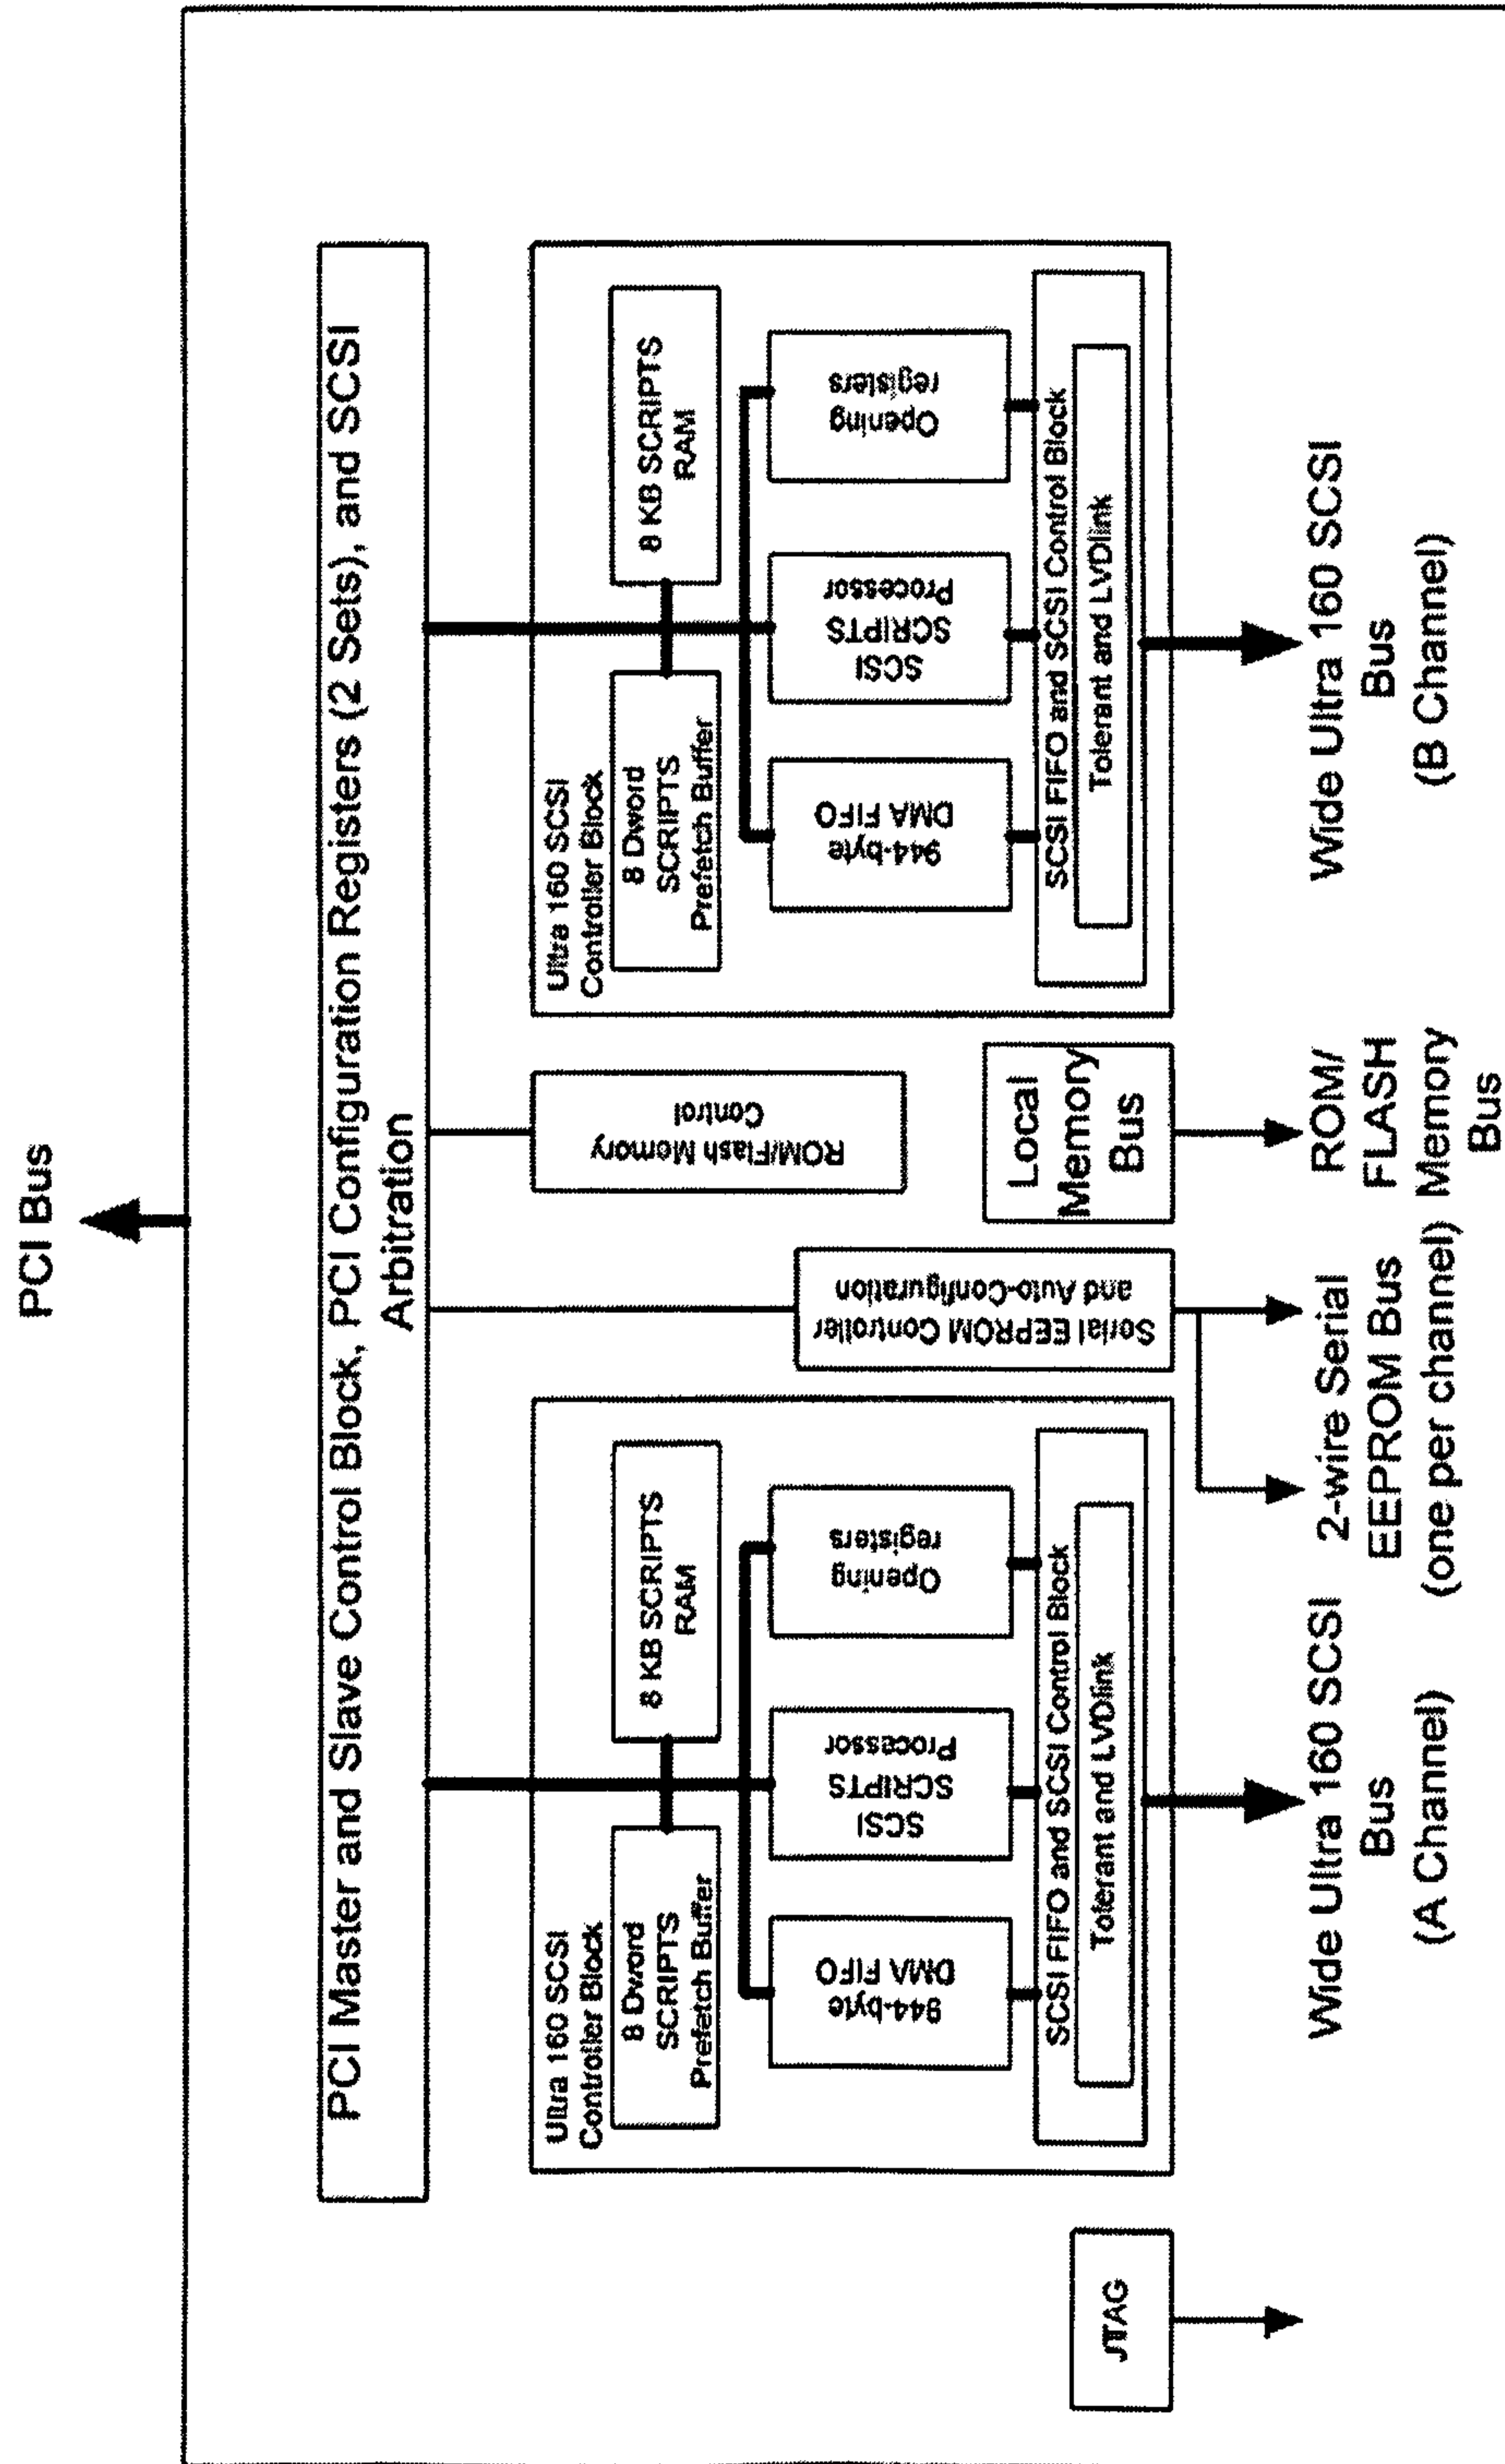 PCI Bus
PCI Master and Slave Control Block, PCI Configuration Registers (2 Sets), and SCSI
Arbitration
Ultra 160 SCSI
Controller Block
8 Dword
SCRIPTS
Prefetch Buffer
8 KB SCRIPTS
RAM
944-byte
DMA FIFO
SCSI
SCRIPTS
Processor
Opening
registers
SCSI FIFO and SCSI Control Block
Tolerant and LVDlink
Wide Ultra 160 SCSI
Bus
(A Channel)
Serial EEPROM Controller
and Auto-Configuration
2-wire Serial
EEPROM Bus
(one per channel)
ROM/Flash Memory
Control
Local
Memory
Bus
ROM/
FLASH
Memory
Bus
Ultra 160 SCSI
Controller Block
8 Dword
SCRIPTS
Prefetch Buffer
8 KB SCRIPTS
RAM
944-byte
DMA FIFO
SCSI
SCRIPTS
Processor
Opening
registers
SCSI FIFO and SCSI Control Block
Tolerant and LVDlink
Wide Ultra 160 SCSI
Bus
(B Channel)
JTAG